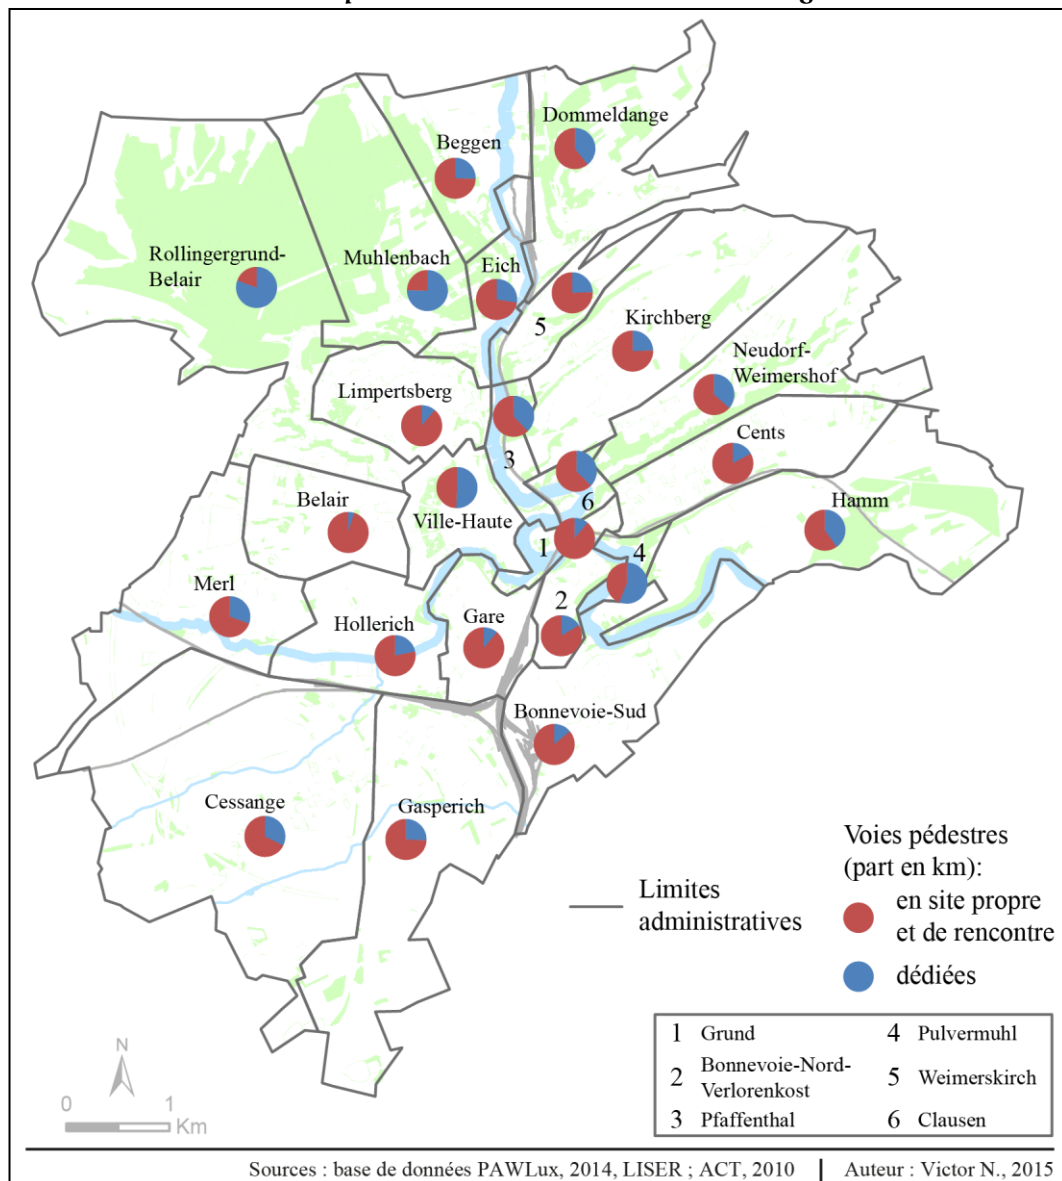 Dommeldange
Beggen
Rollingergrund-
Belair
Muhlenbach
Eich
5
Kirchberg
Neudorf-
Weimershof
Limpertsberg
Cents
3
Belair
Ville-Haute
6
Hamm
1
4
Merl
Hollerich
Gare
2
Bonnevoie-Sud
Cessange
Gasperich
Voies pédestres
(part en km):
en site propre
et de rencontre
dédiées
Limites
administratives
1 Grund
2 Bonnevoie-Nord-
Verlorenkost
3 Pfaffenthal
4 Pulvermuhl
5 Weimerskirch
6 Clausen
N
0 1
Km
Sources : base de données PAWLux, 2014, LISER ; ACT, 2010 | Auteur : Victor N., 2015